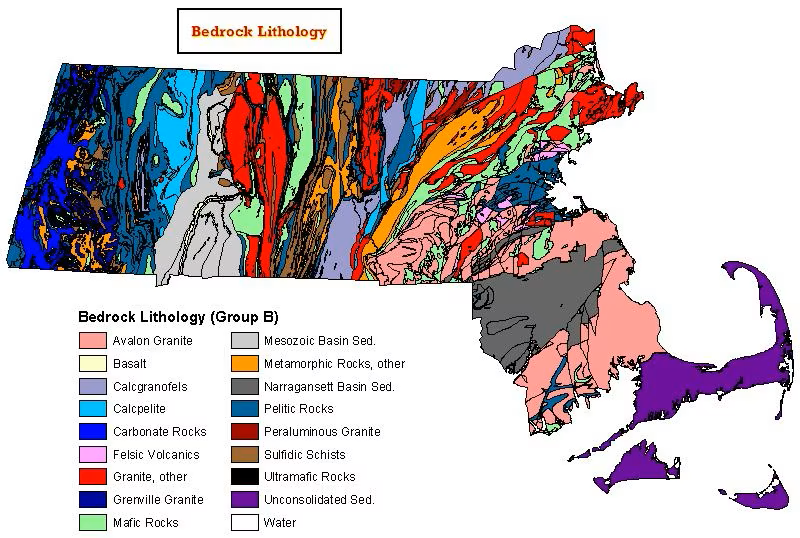 Bedrock Lithology
Bedrock Lithology (Group B)
Avalon Granite
Basalt
Calcgranofels
Calcpelite
Carbonate Rocks
Felsic Volcanics
Granite, other
Grenville Granite
Mafic Rocks
Mesozoic Basin Sed.
Metamorphic Rocks, other
Narragansett Basin Sed.
Pelitic Rocks
Peraluminous Granite
Sulfidic Schists
Ultramafic Rocks
Unconsolidated Sed.
Water